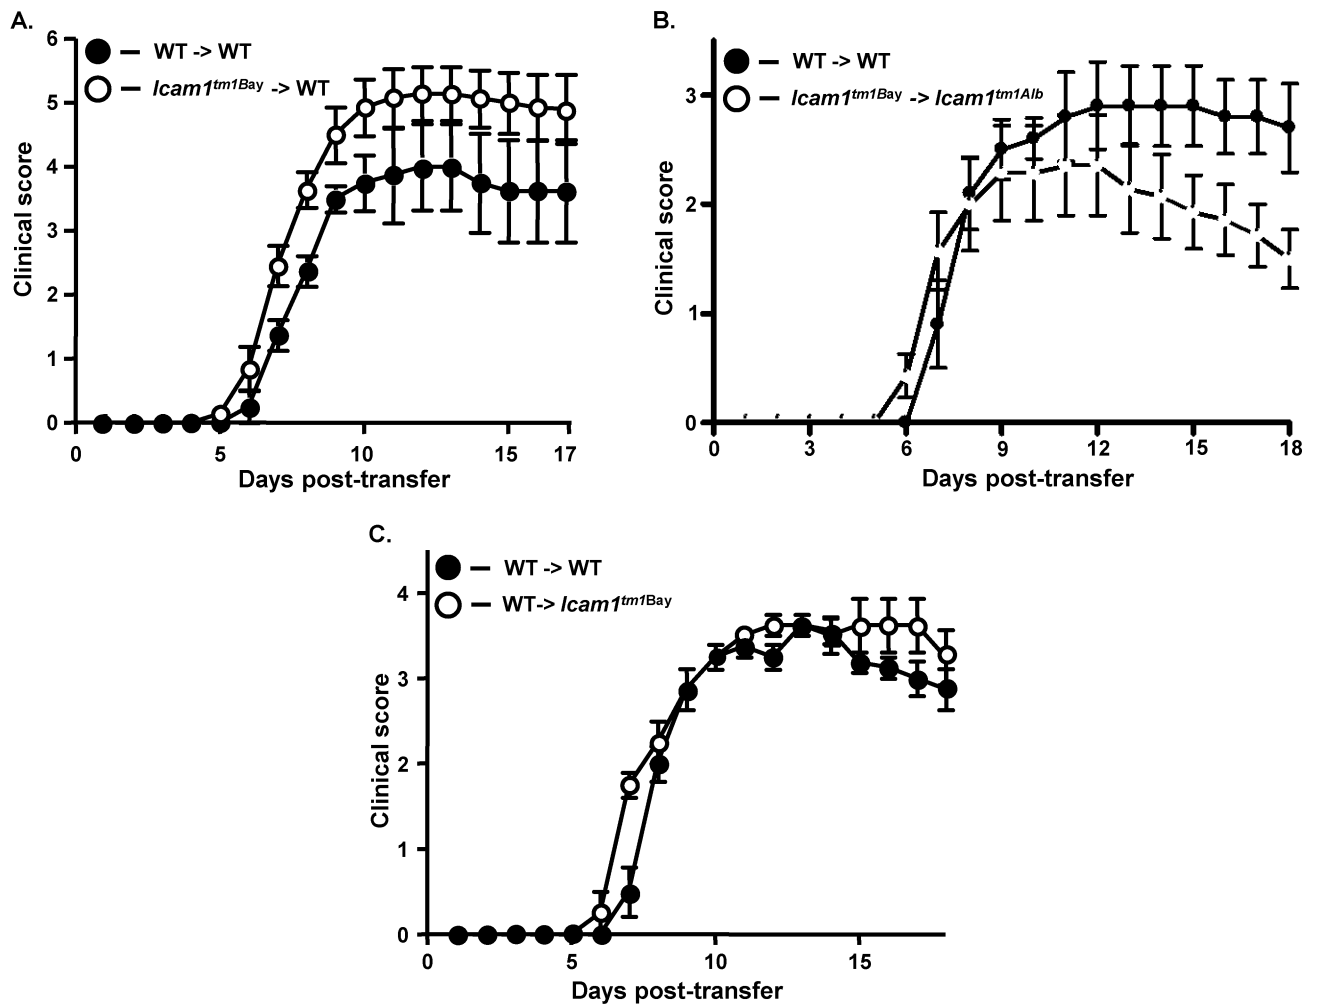 A.
WT -> WT
Icam1tm1Bay -> WT
6
5
4
3
2
1
0
Clinical score
0 5 10 15 17
Days post-transfer
B.
WT -> WT
Icam1tm1Bay -> Icam1tm1Alb
3
2
1
0
Clinical score
0 3 6 9 12 15 18
Days post-transfer
C.
WT -> WT
WT-> Icam1tm1Bay
4
3
2
1
0
Clinical score
0 5 10 15
Days post-transfer